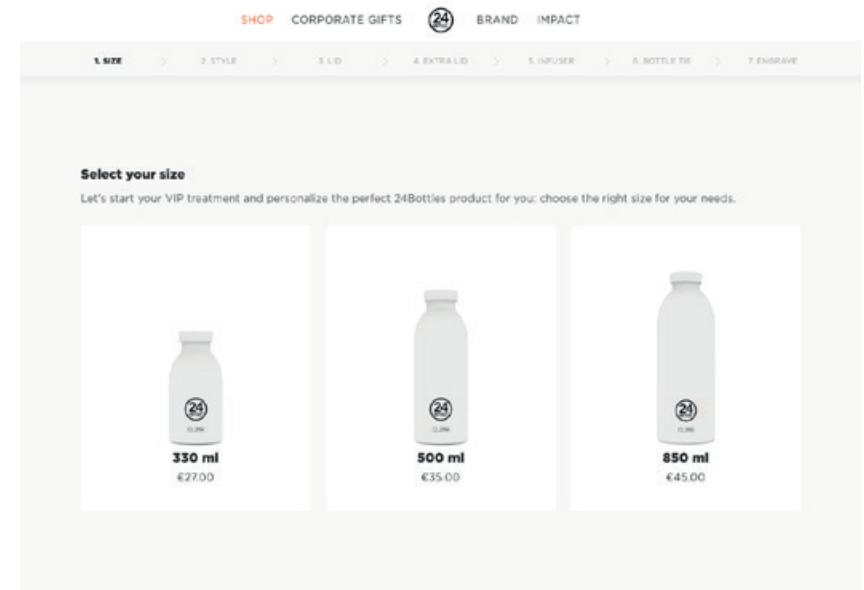 SHOP CORPORATE GIFTS 24 BRAND IMPACT
1. SIZE 2. STYLE 3. LID 4. EXTRA LID 5. INFUSER 6. BOTTLE TIE 7. ENGRAVE
Select your size
Let's start your VIP treatment and personalize the perfect 24Bottles product for you: choose the right size for your needs.
24 24 24
CLIMA CLIMA CLIMA
330 ml 500 ml 850 ml
€27.00 €35.00 €45.00